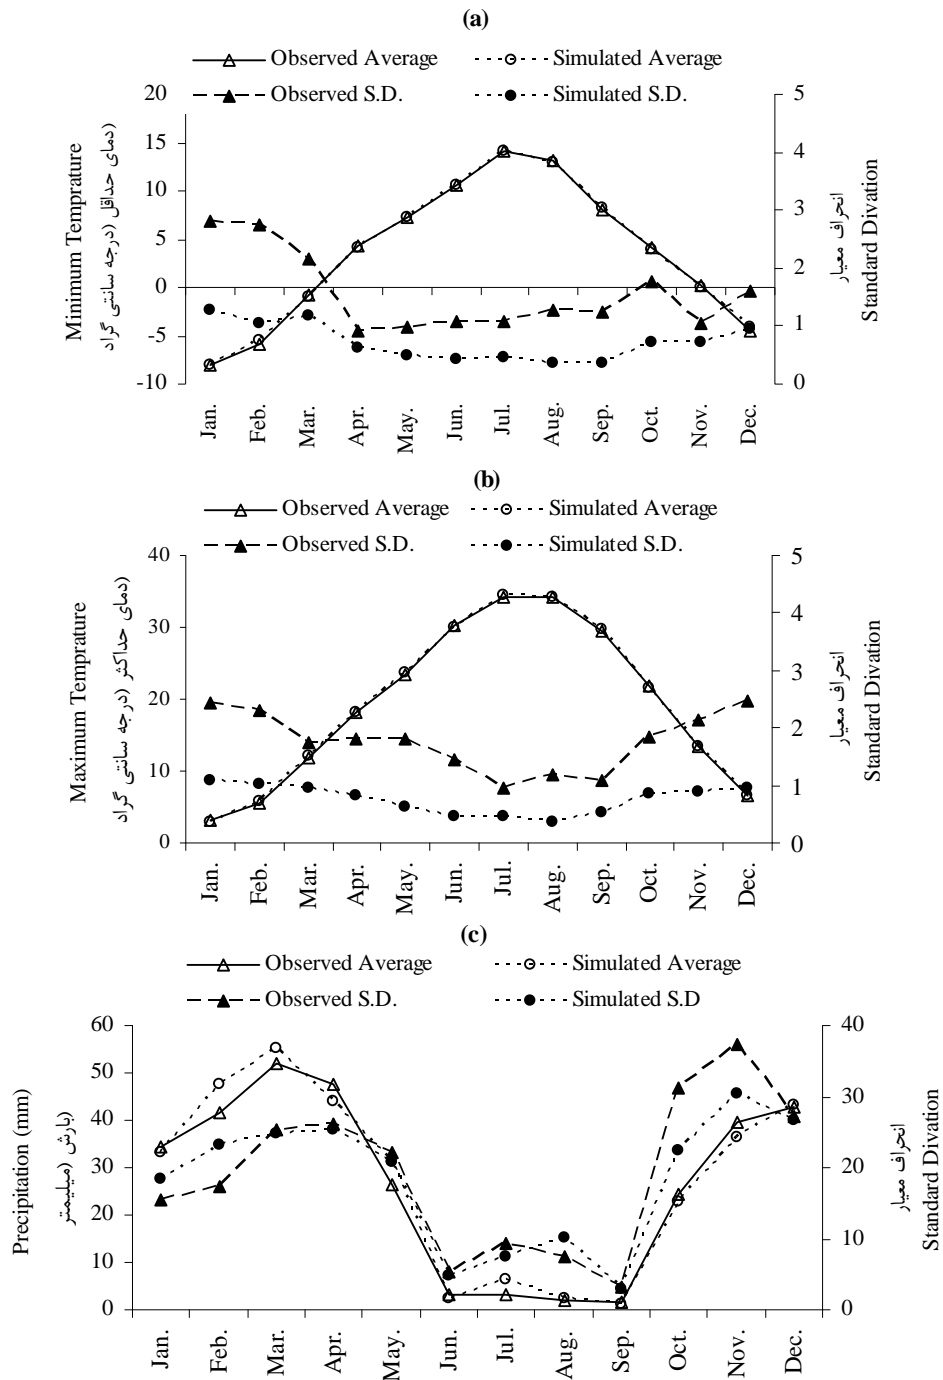 (a)
Observed Average
Simulated Average
Observed S.D.
Simulated S.D.
20
15
10
5
0
-5
-10
5
4
3
2
1
0
Minimum Temprature
دمای حداقل (درجه سانتی گراد)
انحراف معیار
Standard Divation
Jan. Feb. Mar. Apr. May. Jun. Jul. Aug. Sep. Oct. Nov. Dec.
(b)
Observed Average
Simulated Average
Observed S.D.
Simulated S.D.
40
30
20
10
0
5
4
3
2
1
0
Maximum Temprature
دمای حداکثر (درجه سانتی گراد)
انحراف معیار
Standard Divation
Jan. Feb. Mar. Apr. May. Jun. Jul. Aug. Sep. Oct. Nov. Dec.
(c)
Observed Average
Simulated Average
Observed S.D.
Simulated S.D
60
50
40
30
20
10
0
40
30
20
10
0
Precipitation (mm)
بارش (میلیمتر)
انحراف معیار
Standard Divation
Jan. Feb. Mar. Apr. May. Jun. Jul. Aug. Sep. Oct. Nov. Dec.